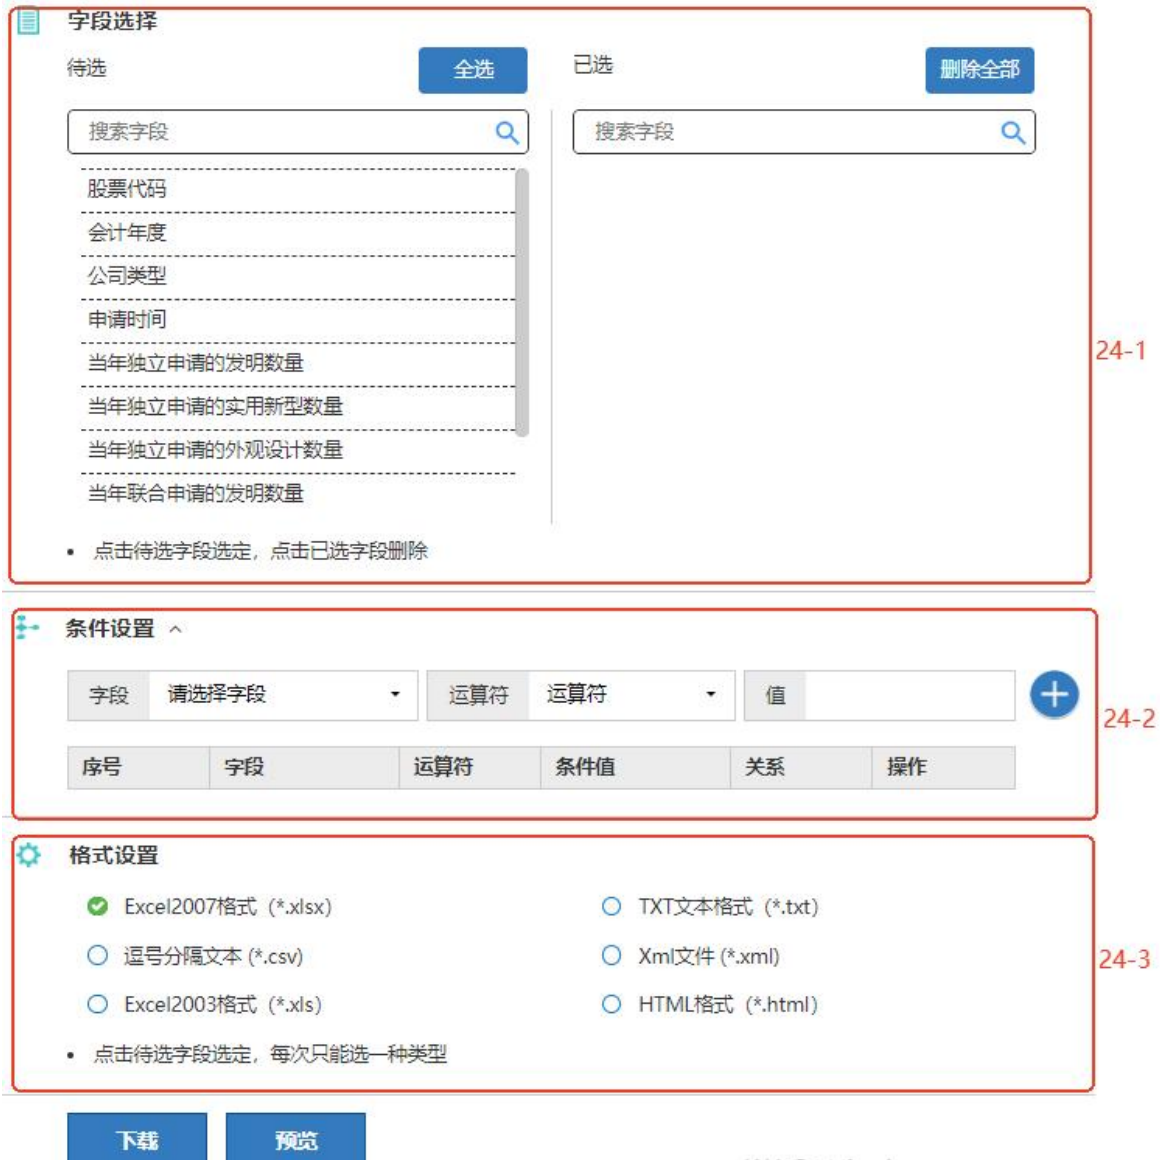 字段选择
待选
全选
已选
删除全部
搜索字段
搜索字段
股票代码
会计年度
公司类型
申请时间
当年独立申请的发明数量
当年独立申请的实用新型数量
当年独立申请的外观设计数量
当年联合申请的发明数量
• 点击待选字段选定，点击已选字段删除
24-1
条件设置
字段 请选择字段 运算符 运算符 值
24-2
序号 字段 运算符 条件值 关系 操作
格式设置
Excel2007格式 (*.xlsx) TXT文本格式 (*.txt)
逗号分隔文本 (*.csv) Xml文件 (*.xml)
24-3
Excel2003格式 (*.xls) HTML格式 (*.html)
• 点击待选字段选定，每次只能选一种类型
下载 预览